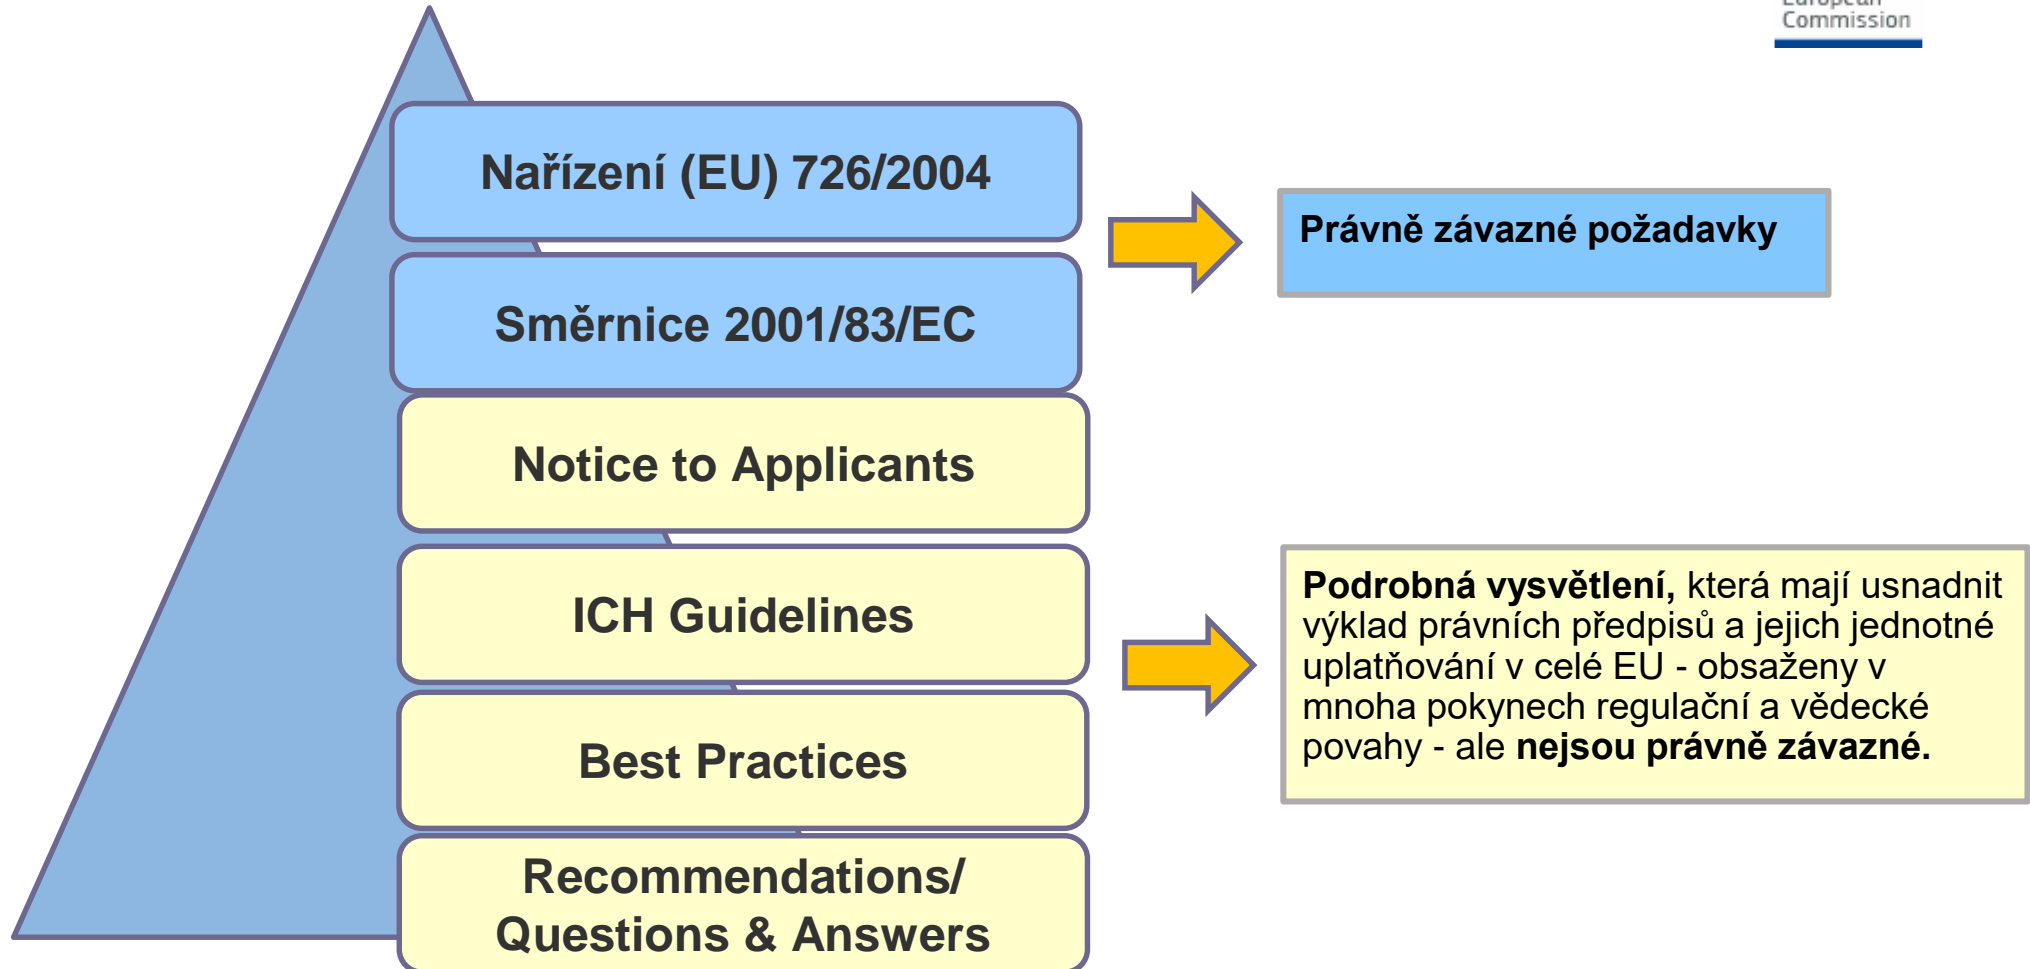 European
Commission
Nařízení (EU) 726/2004
Právně závazné požadavky
Směrnice 2001/83/EC
Notice to Applicants
ICH Guidelines
Podrobná vysvětlení, která mají usnadnit
výklad právních předpisů a jejich jednotné
uplatňování v celé EU - obsaženy v
mnoha pokynech regulační a vědecké
povahy - ale nejsou právně závazné.
Best Practices
Recommendations/
Questions & Answers